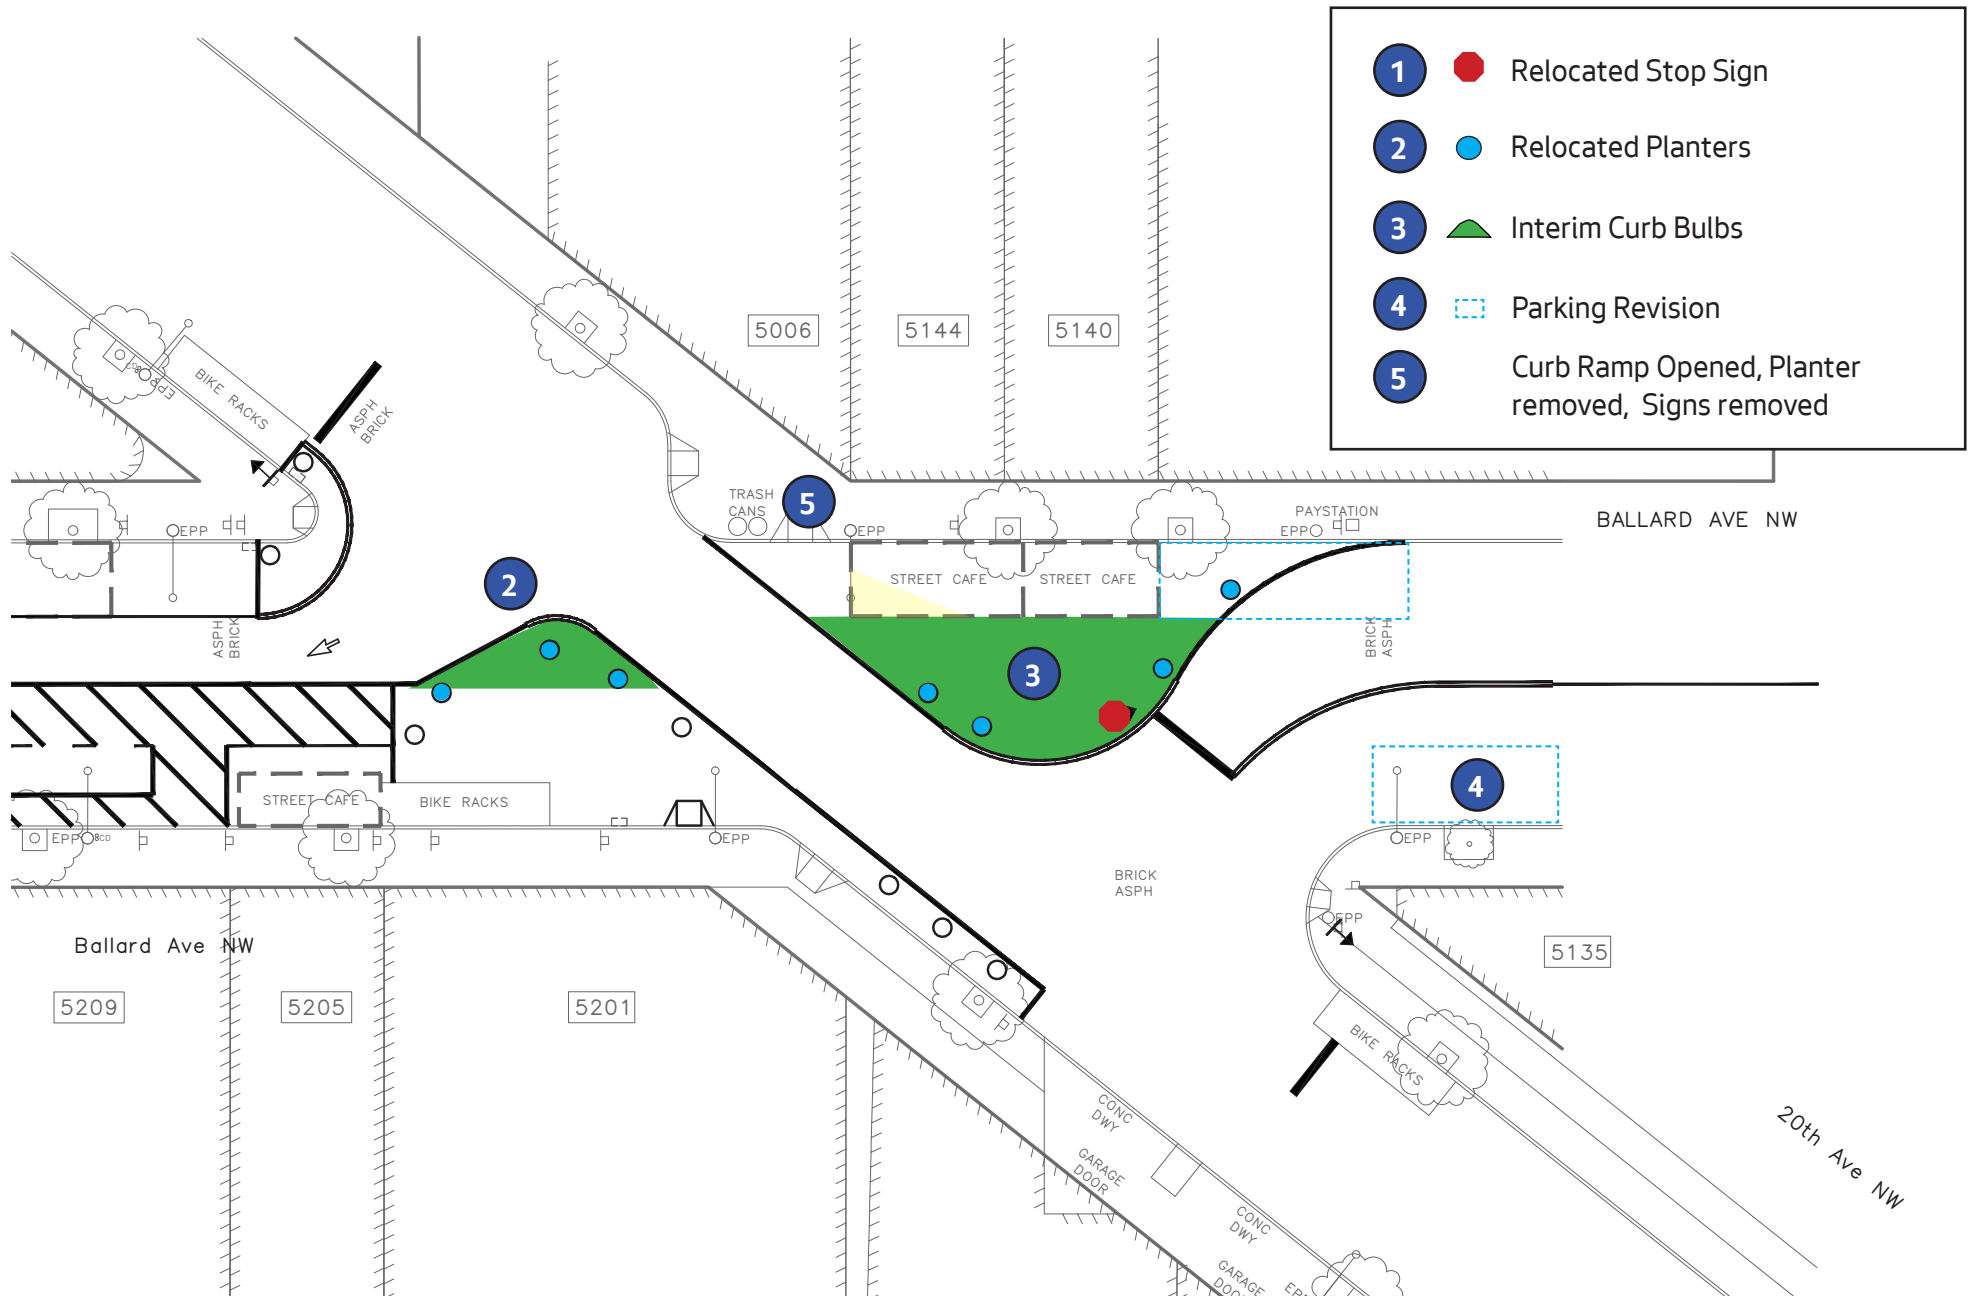 1
Relocated Stop Sign
2
Relocated Planters
3
Interim Curb Bulbs
4
Parking Revision
5
Curb Ramp Opened, Planter
removed, Signs removed
5006
5144
5140
BIKE RACKS
ASPH
BRICK
EPP
8CD
TRASH
CANS
5
EPP
EPP
PAYSTATION
EPP
BALLARD AVE NW
2
STREET CAFE
STREET CAFE
ASPH
BRICK
BRICK
ASPH
3
4
STREET CAFE
BIKE RACKS
EPP
8CD
EPP
EPP
BRICK
ASPH
EPP
Ballard Ave NW
5135
5209
5205
5201
BIKE RACKS
CONC
DWY
GARAGE
DOOR
20th Ave NW
CONC
DWY
GARAGE